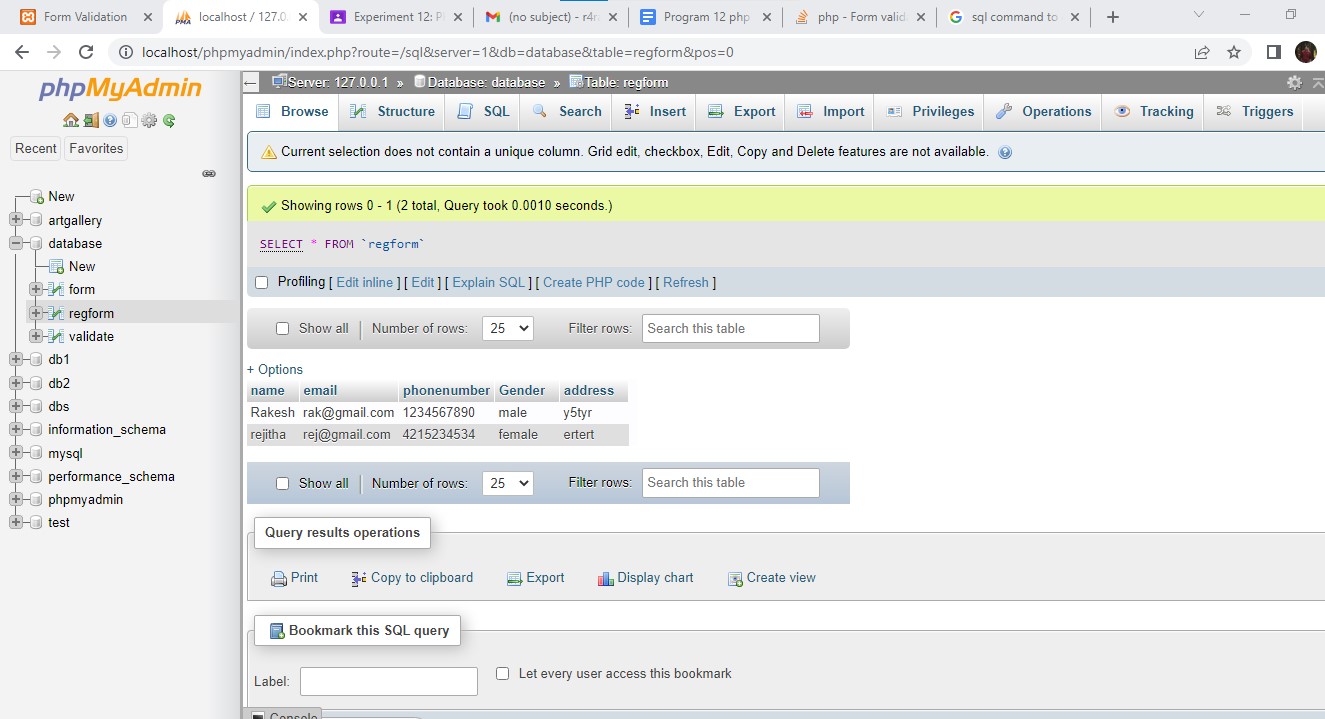 Form Validation
localhost / 127.0.
Experiment 12: P
(no subject) - r4r
Program 12 php
php - Form valid
sql command to
localhost/phpmyadmin/index.php?route=/sql&server=1&db=database&table=regform&pos=0
phpMyAdmin
Recent Favorites
New
artgallery
database
New
form
regform
validate
db1
db2
dbs
information_schema
mysql
performance_schema
phpmyadmin
test
Server: 127.0.0.1 » Database: database » Table: regform
Browse Structure SQL Search Insert Export Import Privileges Operations Tracking Triggers
Current selection does not contain a unique column. Grid edit, checkbox, Edit, Copy and Delete features are not available.
Showing rows 0 - 1 (2 total, Query took 0.0010 seconds.)
SELECT * FROM `regform`
Profiling [ Edit inline ] [ Edit ] [ Explain SQL ] [ Create PHP code ] [ Refresh ]
Show all Number of rows: 25 Filter rows: Search this table
+ Options
name email phonenumber Gender address
Rakesh rak@gmail.com 1234567890 male y5tyr
rejitha rej@gmail.com 4215234534 female ertert
Show all Number of rows: 25 Filter rows: Search this table
Query results operations
Print Copy to clipboard Export Display chart Create view
Bookmark this SQL query
Label: Let every user access this bookmark
Console